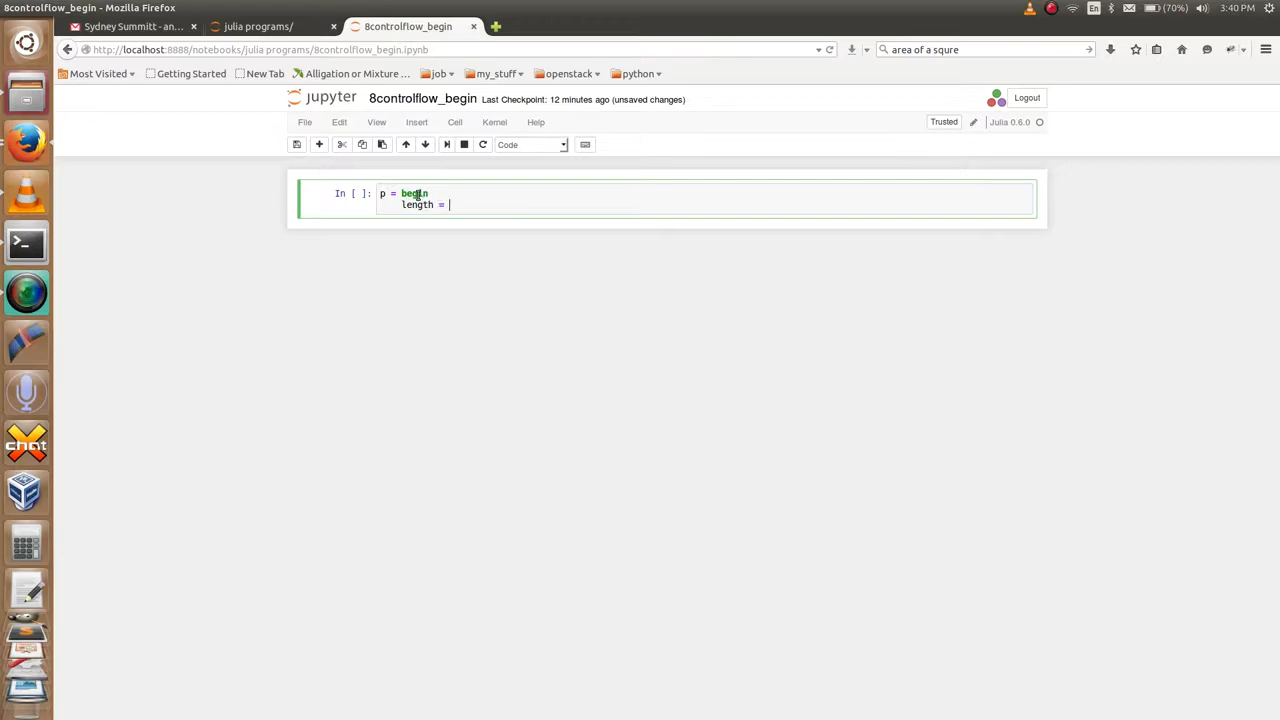 8controlflow_begin - Mozilla Firefox
En
(70%)
3:40 PM
Sydney Summitt - an...
julia programs/
8controlflow_begin
http://localhost:8888/notebooks/julia programs/8controlflow_begin.ipynb
area of a squre
Most Visited
Getting Started
New Tab
Alligation or Mixture ...
job
my_stuff
openstack
python
jupyter
8controlflow_begin
Last Checkpoint: 12 minutes ago (unsaved changes)
Logout
File
Edit
View
Insert
Cell
Kernel
Help
Trusted
Julia 0.6.0
Code
In [ ]:
p = begin
length =
chat